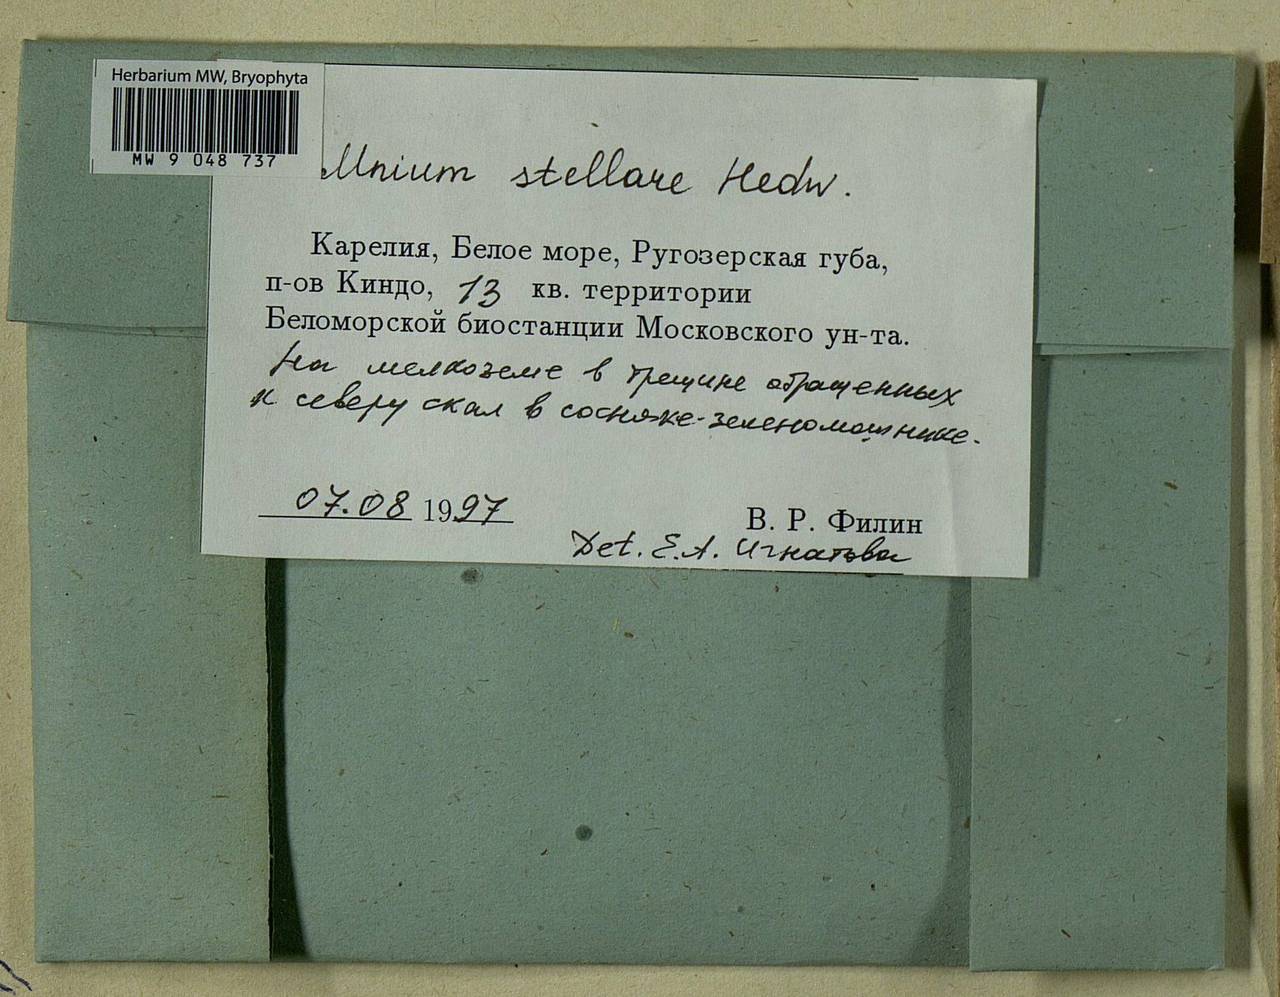 Herbarium MW, Bryophyta
MW 9 048 737
Mnium stellare Hedw.
Карелия, Белое море, Ругозерская губа,
п-ов Киндо, 13 кв. территории
Беломорской биостанции Московского ун-та.
На мелкоземе в трещине обращенных
к северу скал в сосняке-зеленомошнике.
07.08 1997
В. Р. Филин
Det. Е.А. Игнатова